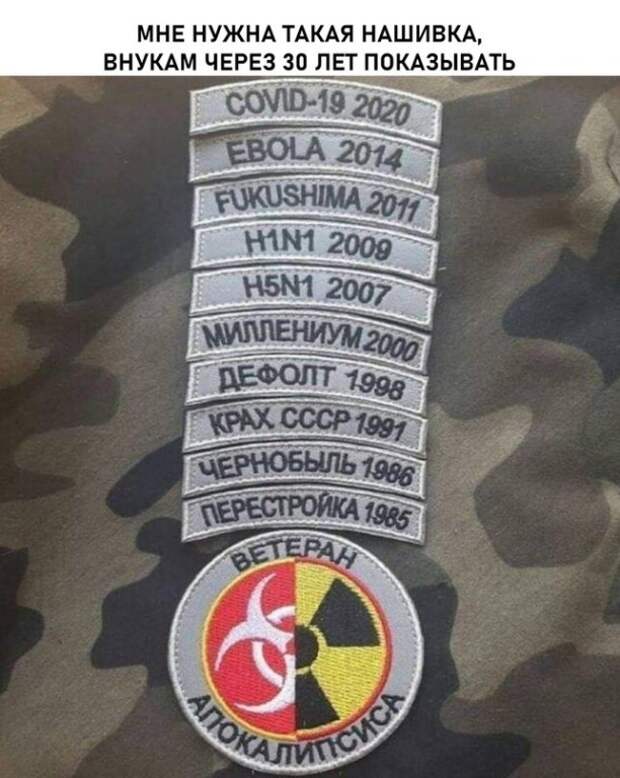 МНЕ НУЖНА ТАКАЯ НАШИВКА,
ВНУКАМ ЧЕРЕЗ 30 ЛЕТ ПОКАЗЫВАТЬ
COVID-19 2020
EBOLA 2014
FUKUSHIMA 2011
H1N1 2009
H5N1 2007
МИЛЛЕНИУМ 2000
ДЕФОЛТ 1998
КРАХ СССР 1991
ЧЕРНОБЫЛЬ 1986
ПЕРЕСТРОЙКА 1985
ВЕТЕРАН
АПОКАЛИПСИСА